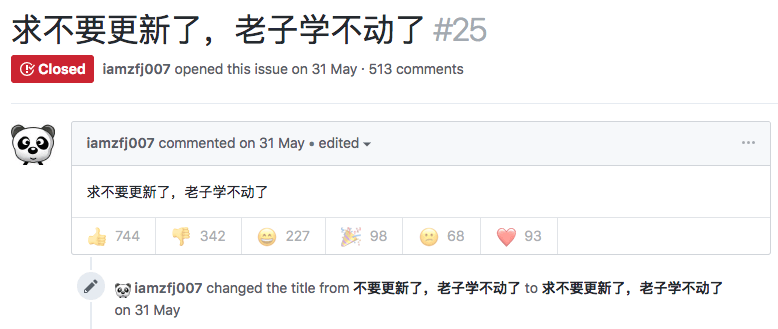 求不要更新了，老子学不动了 #25
Closed iamzfj007 opened this issue on 31 May · 513 comments
iamzfj007 commented on 31 May • edited
求不要更新了，老子学不动了
744 342 227 98 68 93
iamzfj007 changed the title from 不要更新了，老子学不动了 to 求不要更新了，老子学不动了
on 31 May